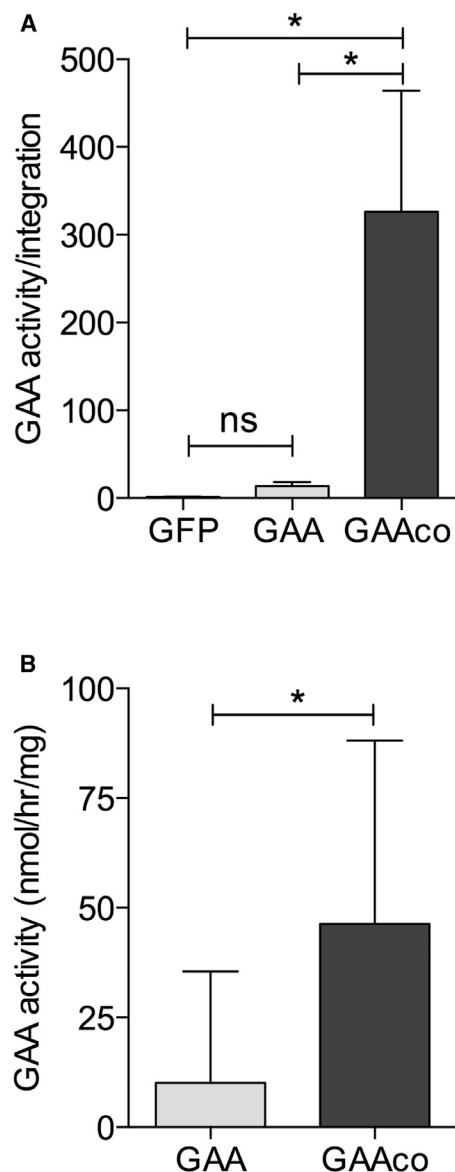 A
*
*
GAA activity/integration
500
400
300
200
100
0
ns
GFP GAA GAAco
B
*
GAA activity (nmol/hr/mg)
100
75
50
25
0
GAA GAAco